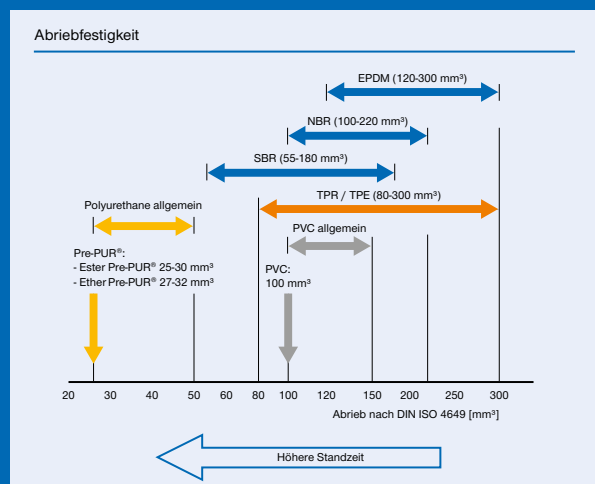 Abriebfestigkeit
EPDM (120-300 mm³)
NBR (100-220 mm³)
SBR (55-180 mm³)
TPR / TPE (80-300 mm³)
Polyurethane allgemein
PVC allgemein
Pre-PUR®:
- Ester Pre-PUR® 25-30 mm³
- Ether Pre-PUR® 27-32 mm³
PVC:
100 mm³
20 30 40 50 60 80 100 120 150 200 250 300
Abrieb nach DIN ISO 4649 [mm³]
Höhere Standzeit